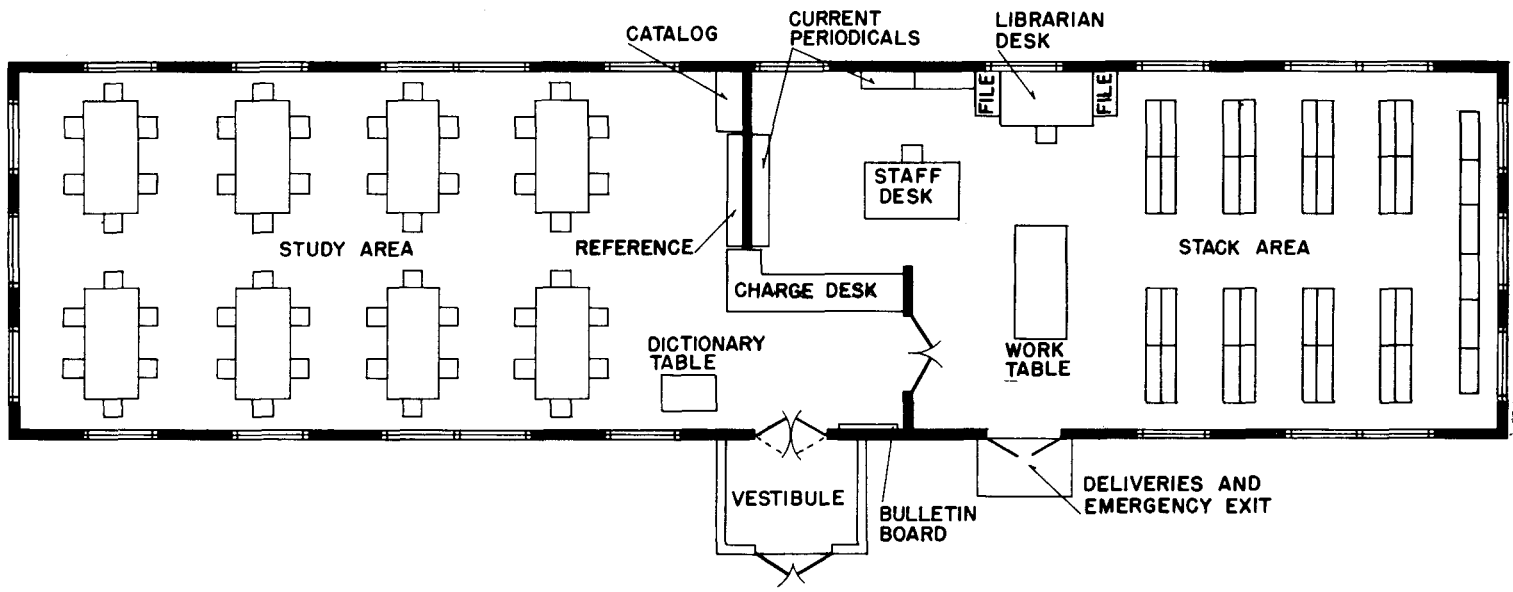 CATALOG
CURRENT
PERIODICALS
LIBRARIAN
DESK
FILE
FILE
STAFF
DESK
STUDY AREA
REFERENCE
STACK AREA
CHARGE DESK
DICTIONARY
TABLE
WORK
TABLE
VESTIBULE
BULLETIN
BOARD
DELIVERIES AND
EMERGENCY EXIT